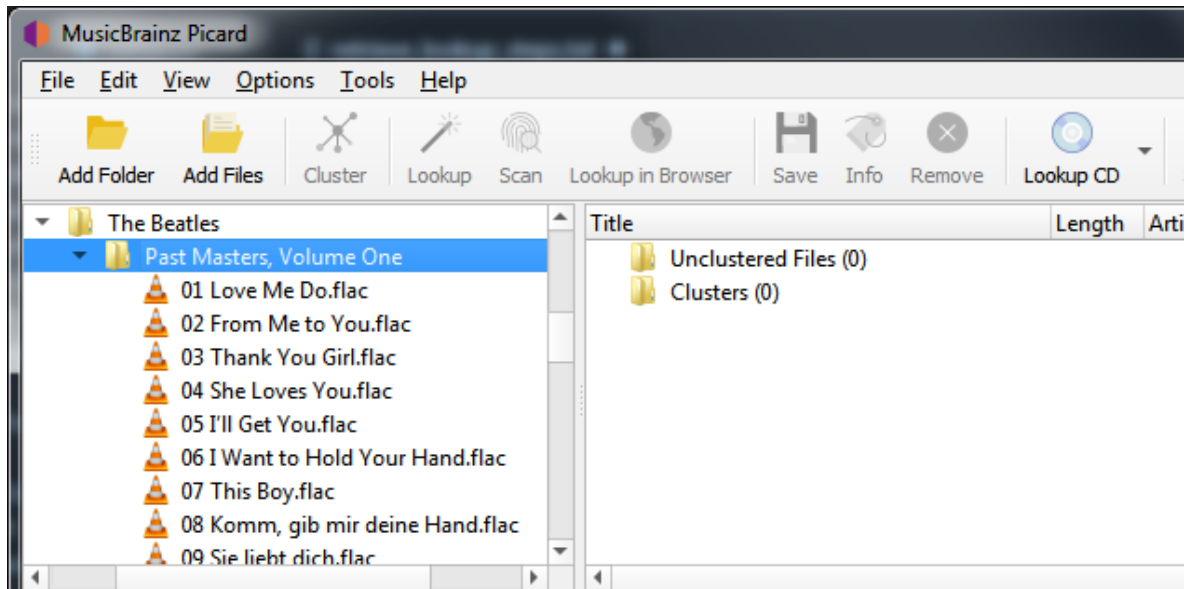 MusicBrainz Picard
File Edit View Options Tools Help
Add Folder Add Files Cluster Lookup Scan Lookup in Browser Save Info Remove Lookup CD
The Beatles
Past Masters, Volume One
01 Love Me Do.flac
02 From Me to You.flac
03 Thank You Girl.flac
04 She Loves You.flac
05 I'll Get You.flac
06 I Want to Hold Your Hand.flac
07 This Boy.flac
08 Komm, gib mir deine Hand.flac
09 Sie liebt dich.flac
Title Length Arti
Unclustered Files (0)
Clusters (0)